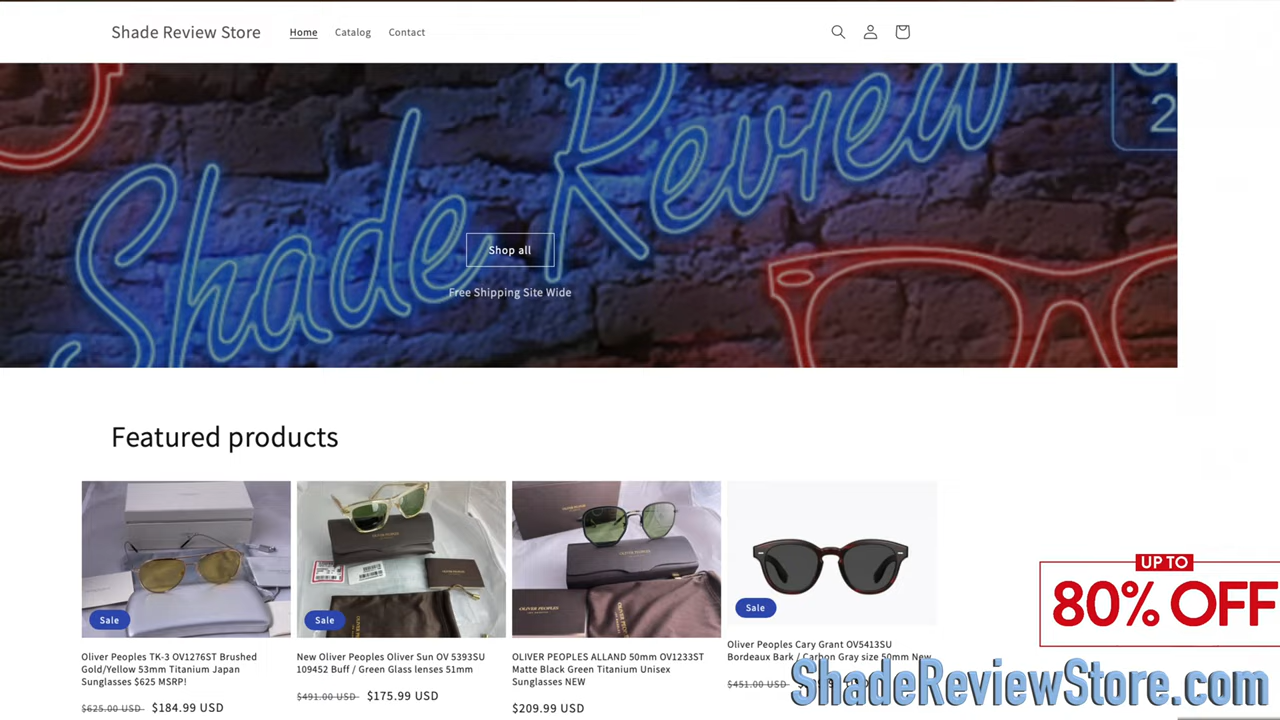 Shade Review Store
Home
Catalog
Contact
Shade Review
2
Shop all
Free Shipping Site Wide
Featured products
Sale
Sale
Sale
Oliver Peoples TK-3 OV1276ST Brushed
Gold/Yellow 53mm Titanium Japan
Sunglasses $625 MSRP!
$625.00 USD
$184.99 USD
New Oliver Peoples Oliver Sun OV 5393SU
109452 Buff / Green Glass lenses 51mm
$491.00 USD
$175.99 USD
OLIVER PEOPLES
OLIVER PEOPLES ALLAND 50mm OV1233ST
Matte Black Green Titanium Unisex
Sunglasses NEW
$209.99 USD
Oliver Peoples Cary Grant OV5413SU
Bordeaux Bark / Carbon Gray size 50mm New
$451.00 USD
UP TO
80% OFF
ShadeReviewStore.com